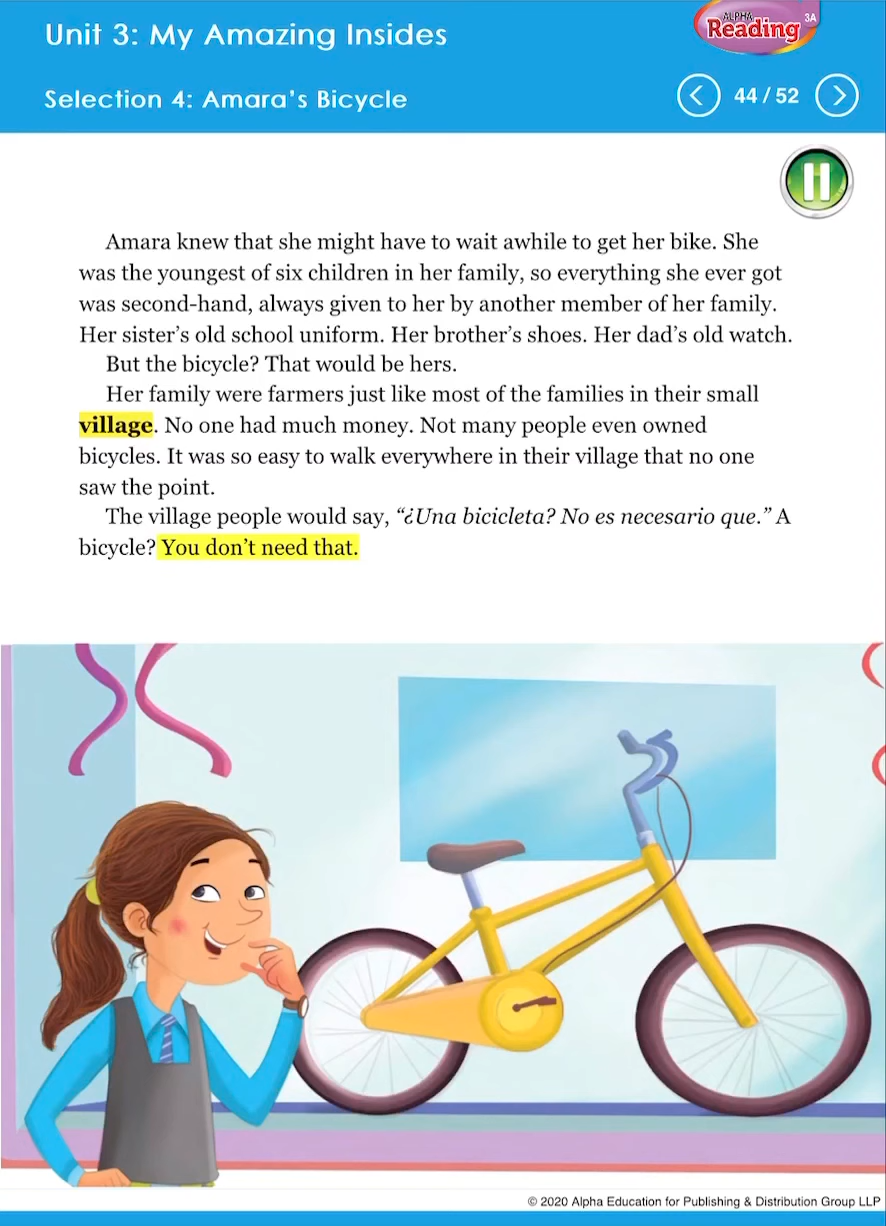 Unit 3: My Amazing Insides
ALPHA
Reading
3A
Selection 4: Amara's Bicycle
44 / 52
Amara knew that she might have to wait awhile to get her bike. She
was the youngest of six children in her family, so everything she ever got
was second-hand, always given to her by another member of her family.
Her sister's old school uniform. Her brother's shoes. Her dad's old watch.
But the bicycle? That would be hers.
Her family were farmers just like most of the families in their small
village. No one had much money. Not many people even owned
bicycles. It was so easy to walk everywhere in their village that no one
saw the point.
The village people would say, “¿Una bicicleta? No es necesario que.” A
bicycle? You don't need that.
© 2020 Alpha Education for Publishing & Distribution Group LLP